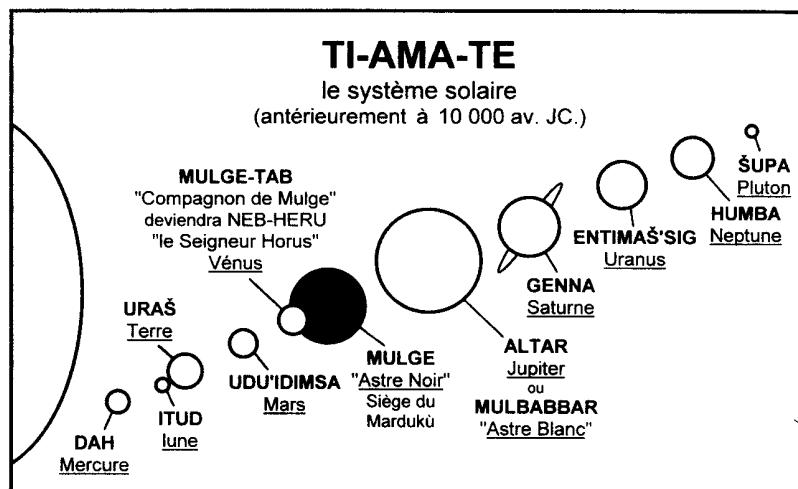 TI-AMA-TE
le système solaire
(antérieurement à 10 000 av. JC.)
MULGE-TAB
"Compagnon de Mulge"
deviendra NEB-HERU
"le Seigneur Horus"
Vénus
ŠUPA
Pluton
HUMBA
Neptune
ENTIMAŠ'SIG
Uranus
GENNA
Saturne
URAŠ
Terre
ALTAR
Jupiter
ou
MULBABBAR
"Astre Blanc"
MULGE
"Astre Noir"
Siège du
Mardukù
UDU'IDIMSA
Mars
ITUD
lune
DAH
Mercure